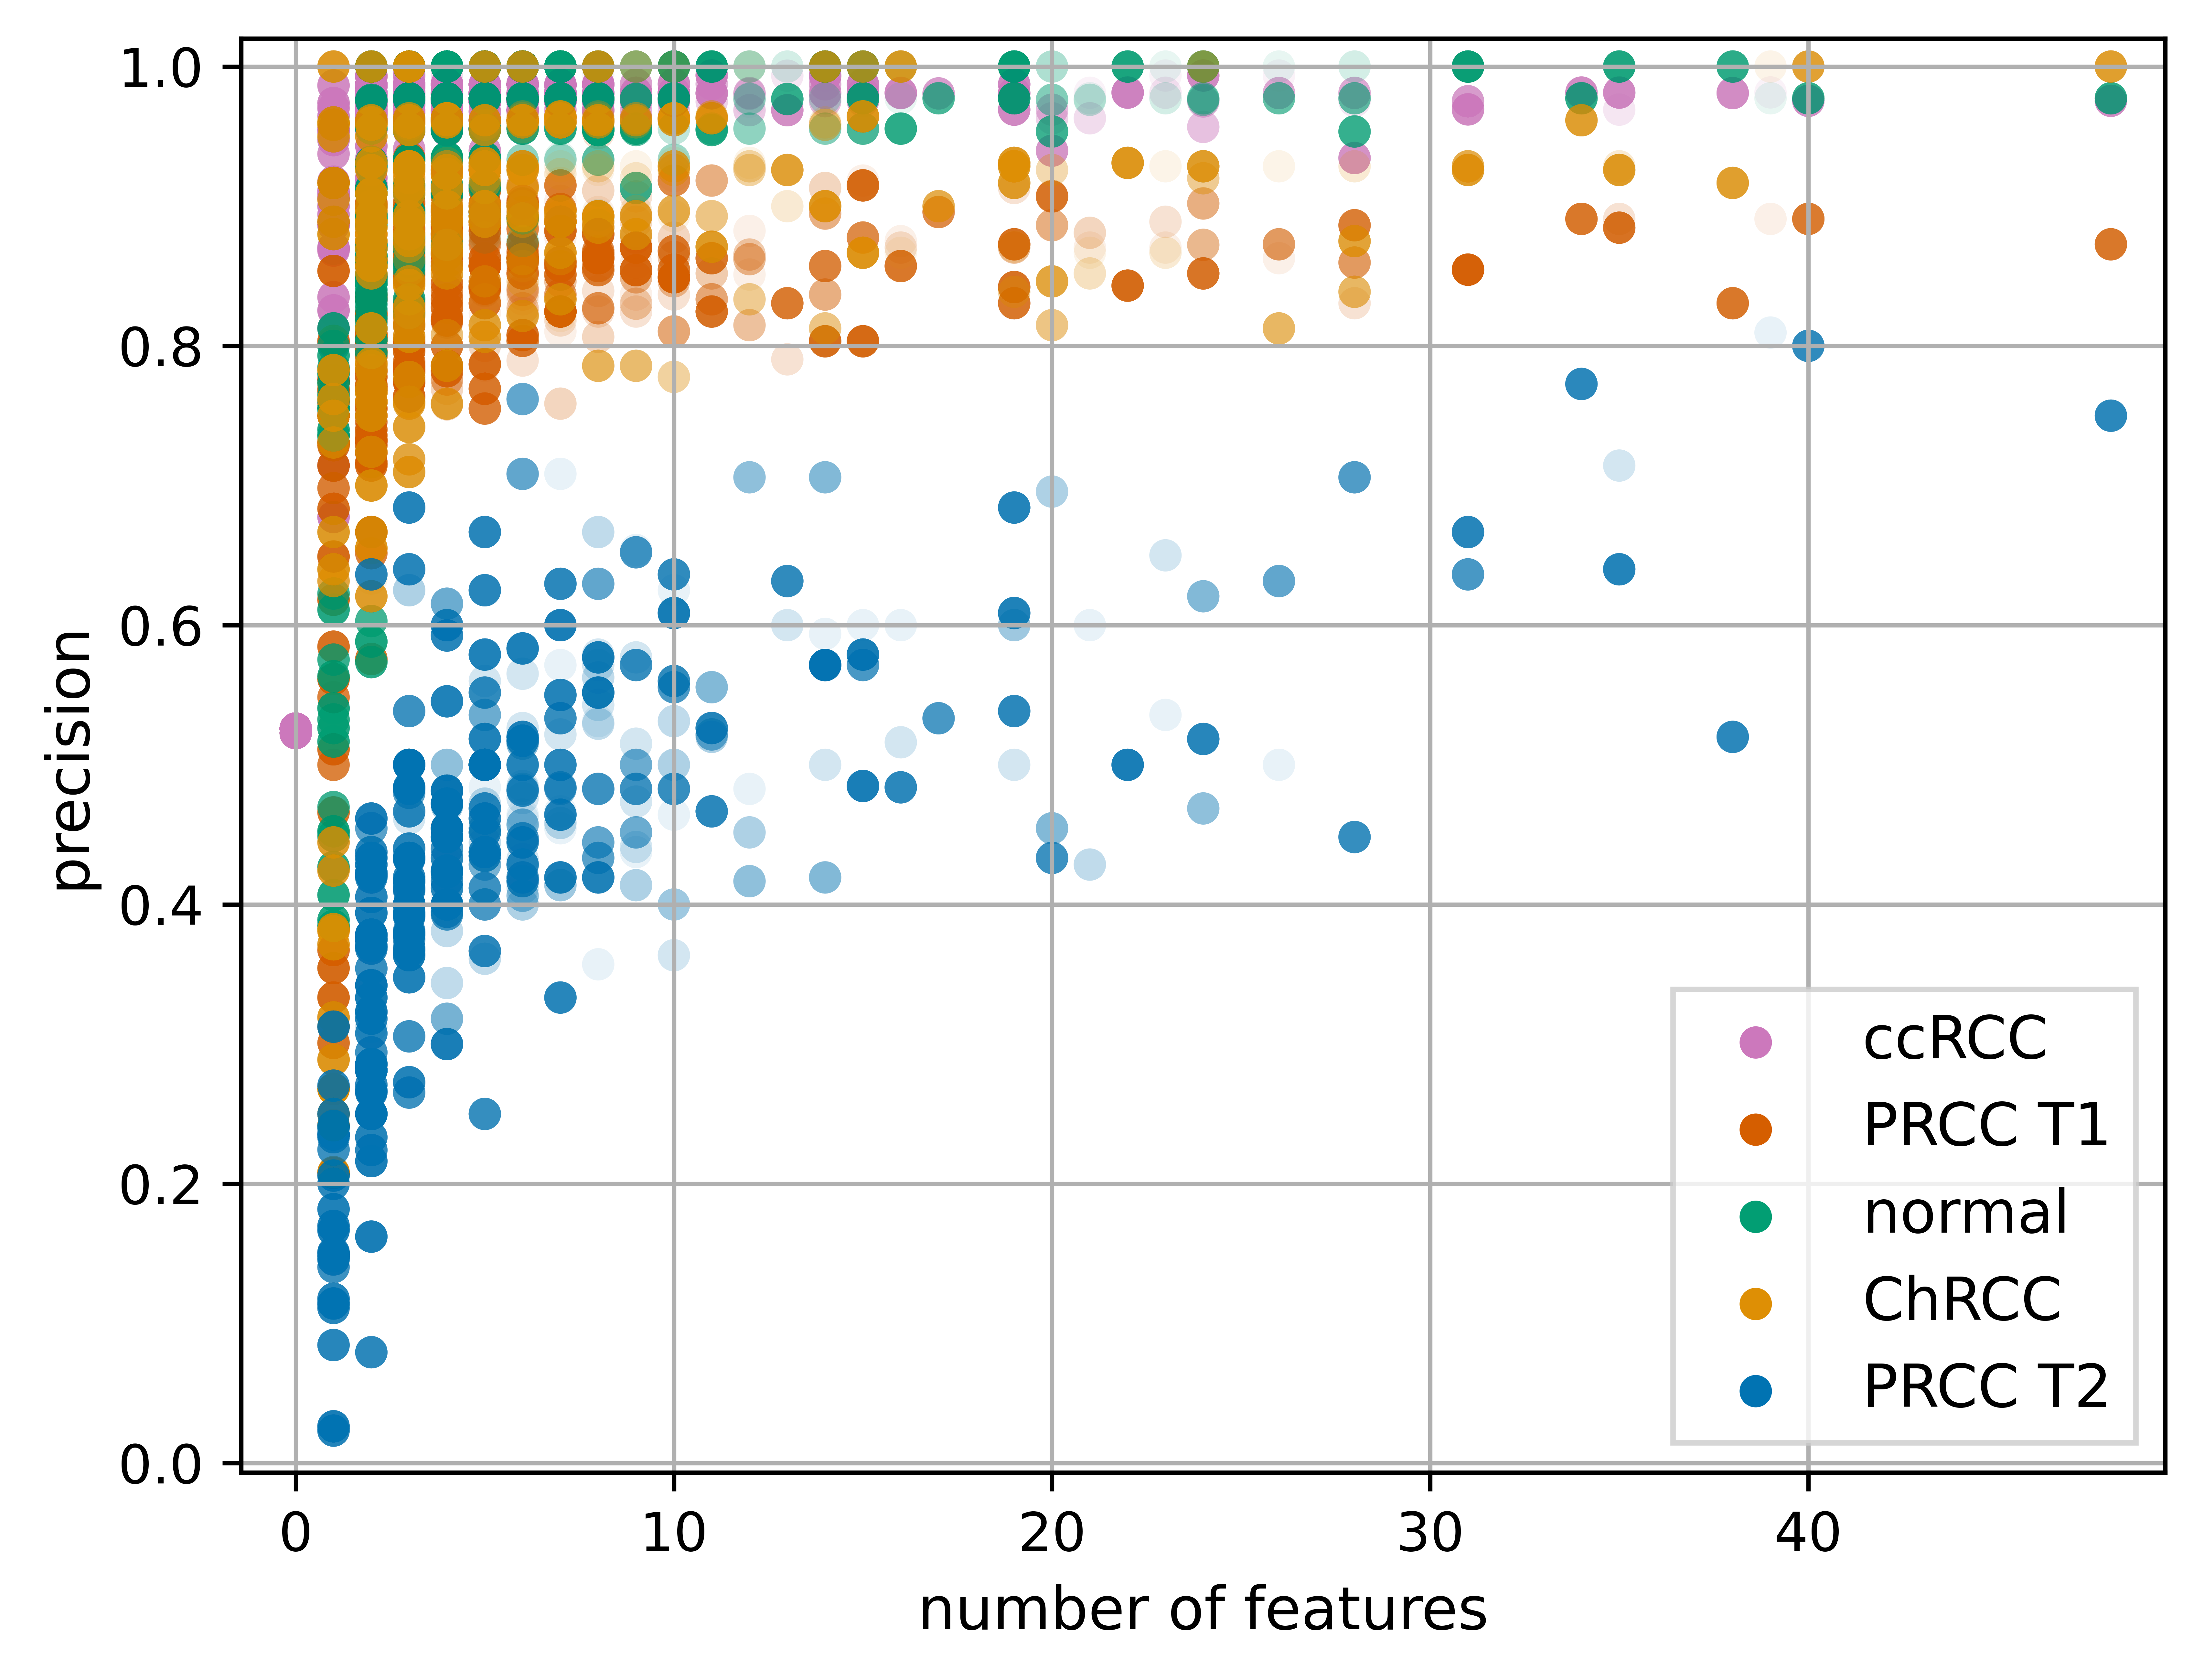 1.0
0.8
0.6
0.4
0.2
0.0
precision
0 10 20 30 40
number of features
ccRCC
PRCC T1
normal
ChRCC
PRCC T2